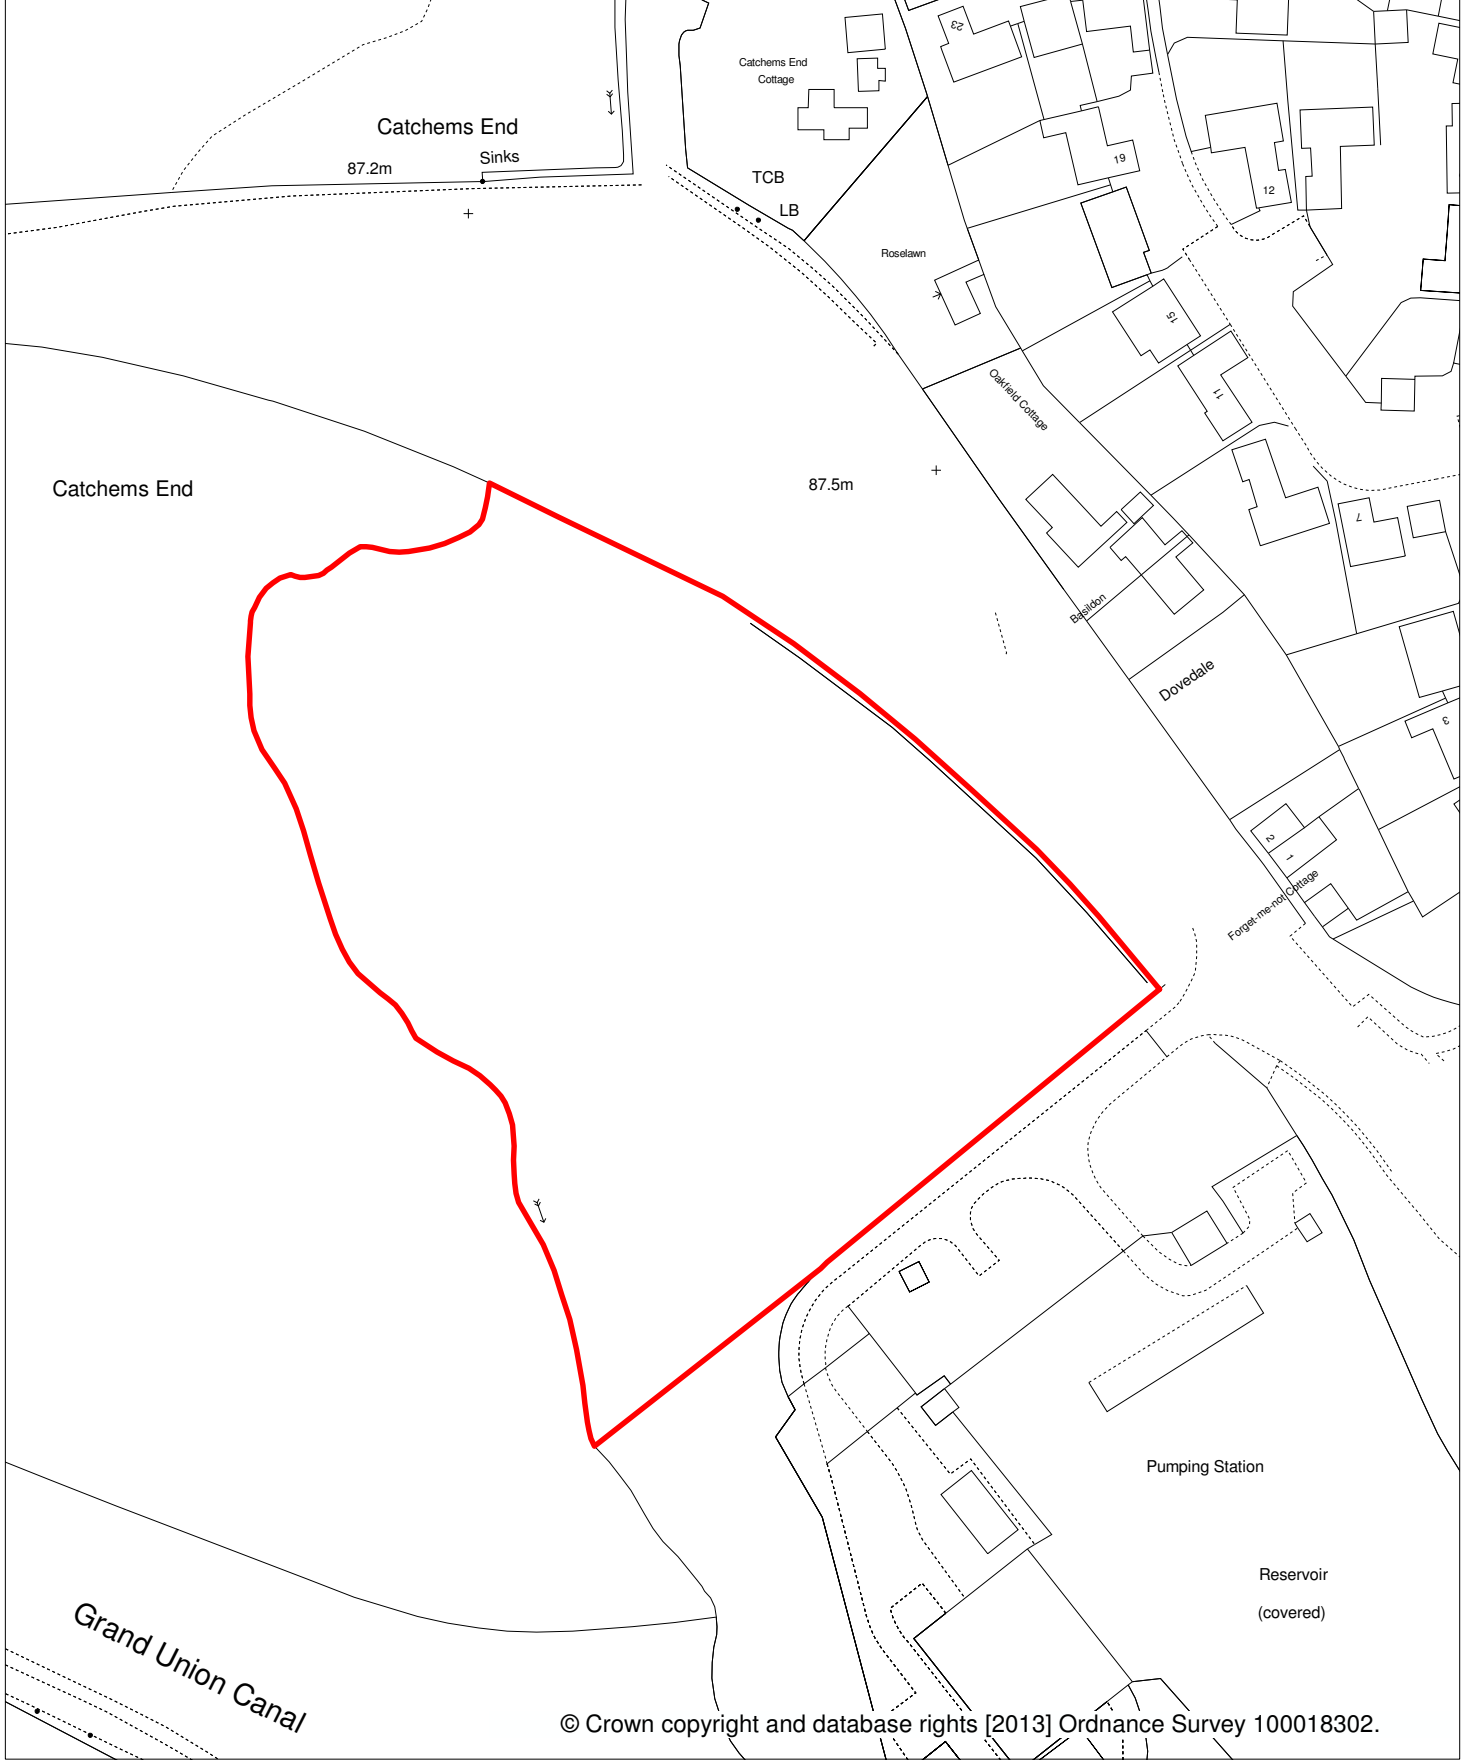 23
Catchems End
Cottage
Catchems End
Sinks
87.2m
19
TCB
12
LB
Roselawn
15
Oakfield Cottage
11
87.5m
Catchems End
7
Basildon
Dovedale
3
2
1
Forget-me-not Cottage
Pumping Station
Reservoir
(covered)
Grand Union Canal
© Crown copyright and database rights [2013] Ordnance Survey 100018302.